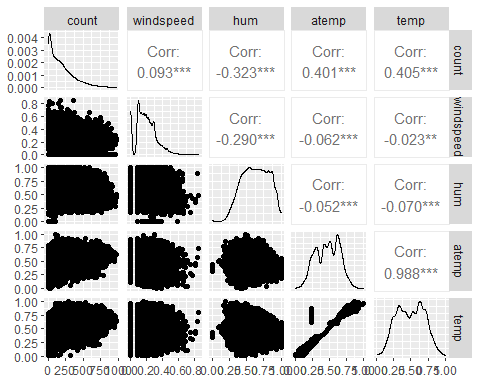 count windspeed hum atemp temp
0.004
0.003
0.002
0.001
0.000
Corr:
0.093***
Corr:
-0.323***
Corr:
0.401***
Corr:
0.405***
count
0.8
0.6
0.4
0.2
0.0
Corr:
-0.290***
Corr:
-0.062***
Corr:
-0.023**
windspeed
1.00
0.75
0.50
0.25
0.00
Corr:
-0.052***
Corr:
-0.070***
hum
1.00
0.75
0.50
0.25
0.00
Corr:
0.988***
atemp
1.00
0.75
0.50
0.25
0.00
temp